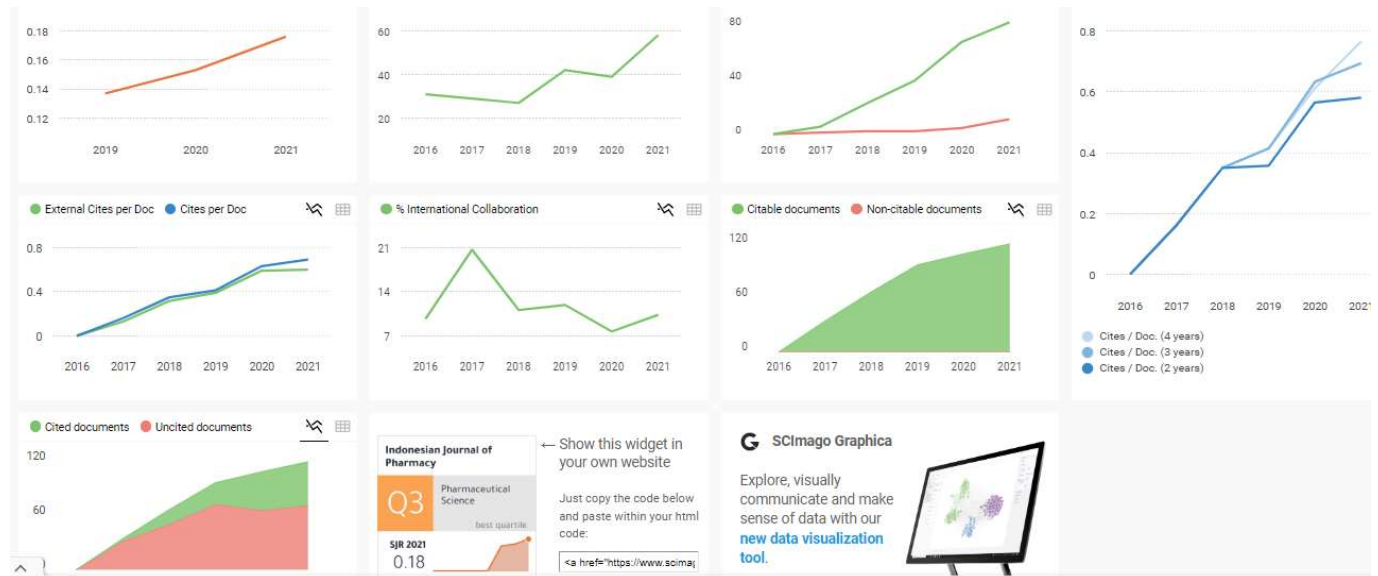 0.18
0.16
0.14
0.12
2019 2020 2021
60
40
20
2016 2017 2018 2019 2020 2021
80
40
0
2016 2017 2018 2019 2020 2021
0.8
0.6
0.4
0.2
0
2016 2017 2018 2019 2020 2021
Cites / Doc. (4 years)
Cites / Doc. (3 years)
Cites / Doc. (2 years)
External Cites per Doc Cites per Doc
0.8
0.4
0
2016 2017 2018 2019 2020 2021
% International Collaboration
21
14
7
2016 2017 2018 2019 2020 2021
Citable documents Non-citable documents
120
60
0
2016 2017 2018 2019 2020 2021
Cited documents Uncited documents
120
60
Indonesian Journal of
Pharmacy
Q3
Pharmaceutical
Science
best quartile
SJR 2021
0.18
← Show this widget in
your own website
Just copy the code below
and paste within your html
code:
<a href="https://www.scimag
G SCImago Graphica
Explore, visually
communicate and make
sense of data with our
new data visualization
tool.